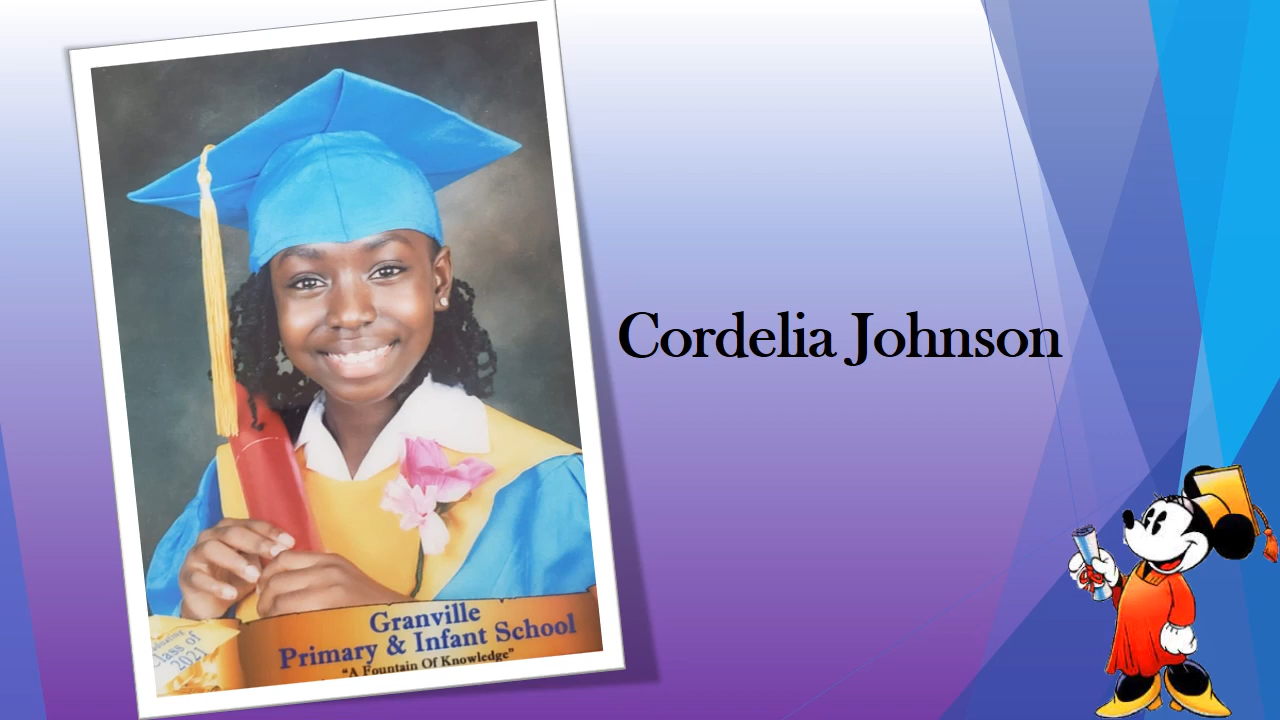 Cordelia Johnson
Granville
Primary & Infant School
"A Fountain Of Knowledge"
Class of
2021